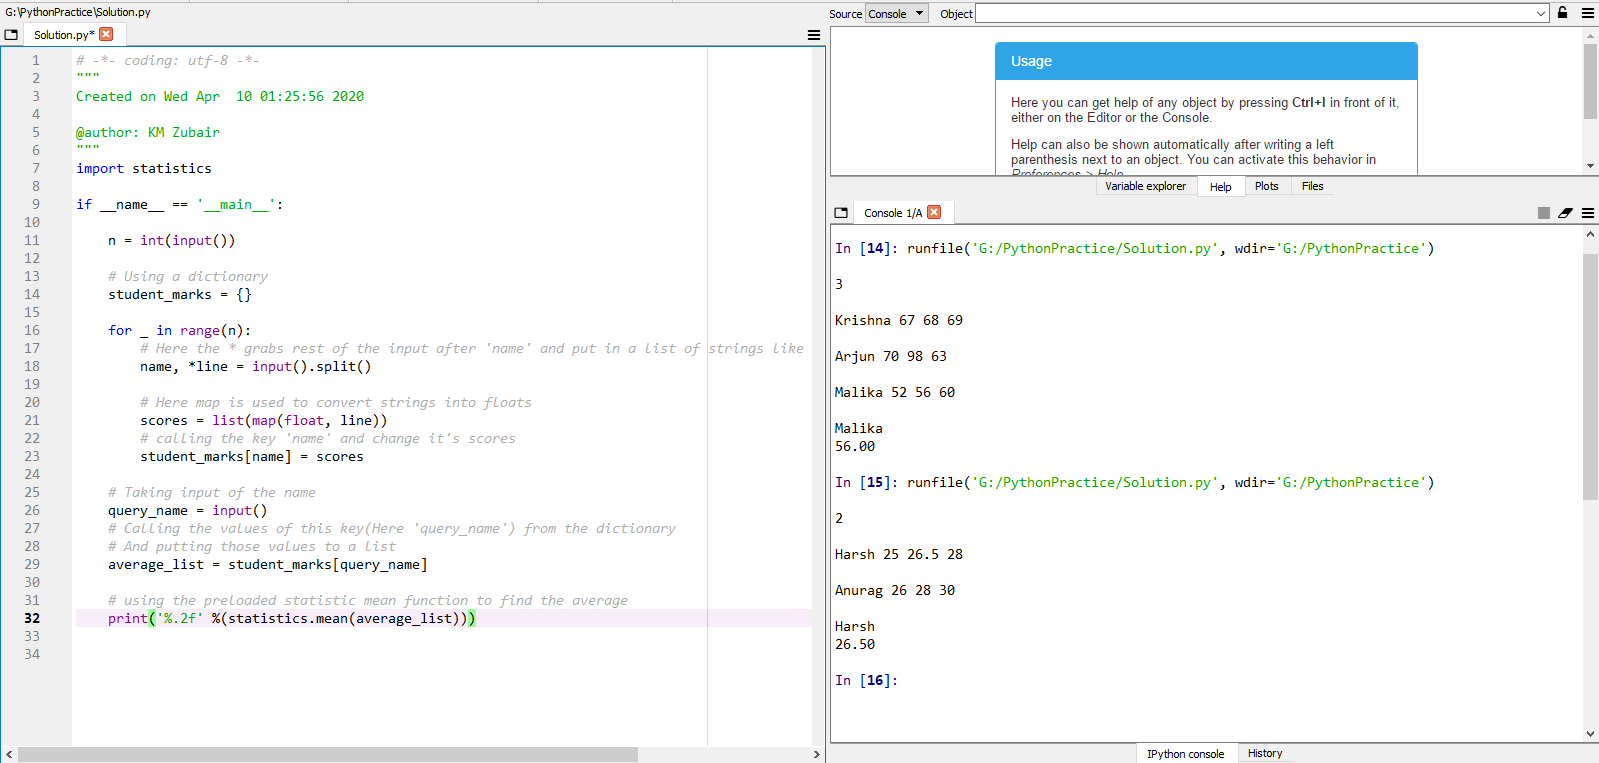 G:\PythonPractice\Solution.py
Solution.py*
1 # -*- coding: utf-8 -*-
2 """
3 Created on Wed Apr  10 01:25:56 2020
4
5 @author: KM Zubair
6 """
7 import statistics
8
9 if __name__ == '__main__':
10
11     n = int(input())
12
13     # Using a dictionary
14     student_marks = {}
15
16     for _ in range(n):
17         # Here the * grabs rest of the input after 'name' and put in a list of strings like
18         name, *line = input().split()
19
20         # Here map is used to convert strings into floats
21         scores = list(map(float, line))
22         # calling the key 'name' and change it's scores
23         student_marks[name] = scores
24
25     # Taking input of the name
26     query_name = input()
27     # Calling the values of this key(Here 'query_name') from the dictionary
28     # And putting those values to a list
29     average_list = student_marks[query_name]
30
31     # using the preloaded statistic mean function to find the average
32     print('%.2f' %(statistics.mean(average_list)))
33
34
Source Console Object
Usage
Here you can get help of any object by pressing Ctrl+I in front of it,
either on the Editor or the Console.
Help can also be shown automatically after writing a left
parenthesis next to an object. You can activate this behavior in
Preferences > Help.
Variable explorer Help Plots Files
Console 1/A
In [14]: runfile('G:/PythonPractice/Solution.py', wdir='G:/PythonPractice')
3
Krishna 67 68 69
Arjun 70 98 63
Malika 52 56 60
Malika
56.00
In [15]: runfile('G:/PythonPractice/Solution.py', wdir='G:/PythonPractice')
2
Harsh 25 26.5 28
Anurag 26 28 30
Harsh
26.50
In [16]:
IPython console History